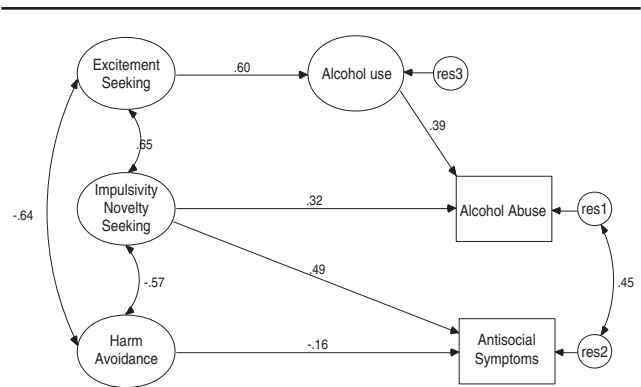 Excitement
Seeking
.60
Alcohol use
res3
.39
.65
Impulsivity
Novelty
Seeking
-.64
.32
Alcohol Abuse
res1
.49
-.57
.45
Harm
Avoidance
-.16
Antisocial
Symptoms
res2